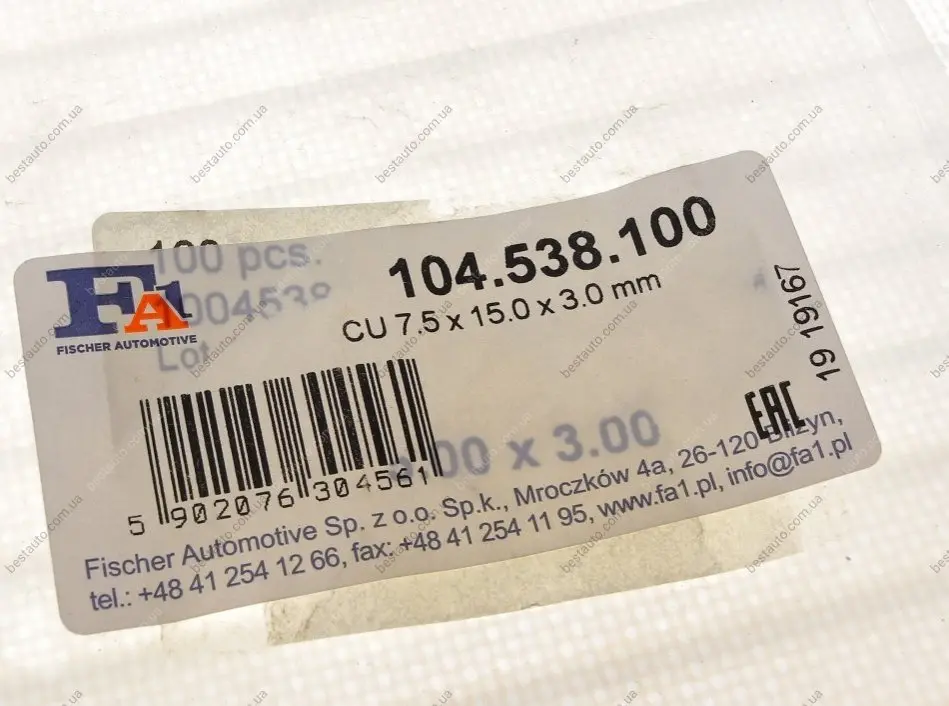 100 pcs.
104.538.100
CU 7.5 x 15.0 x 3.0 mm
FA1
FISCHER AUTOMOTIVE
Lot
19 19167
EAC
00 x 3.00
5 902076 304561
Fischer Automotive Sp. z o.o. Sp.k., Mroczków 4a, 26-120 Bliżyn,
tel.: +48 41 254 12 66, fax: +48 41 254 11 95, www.fa1.pl, info@fa1.pl
bestauto.com.ua